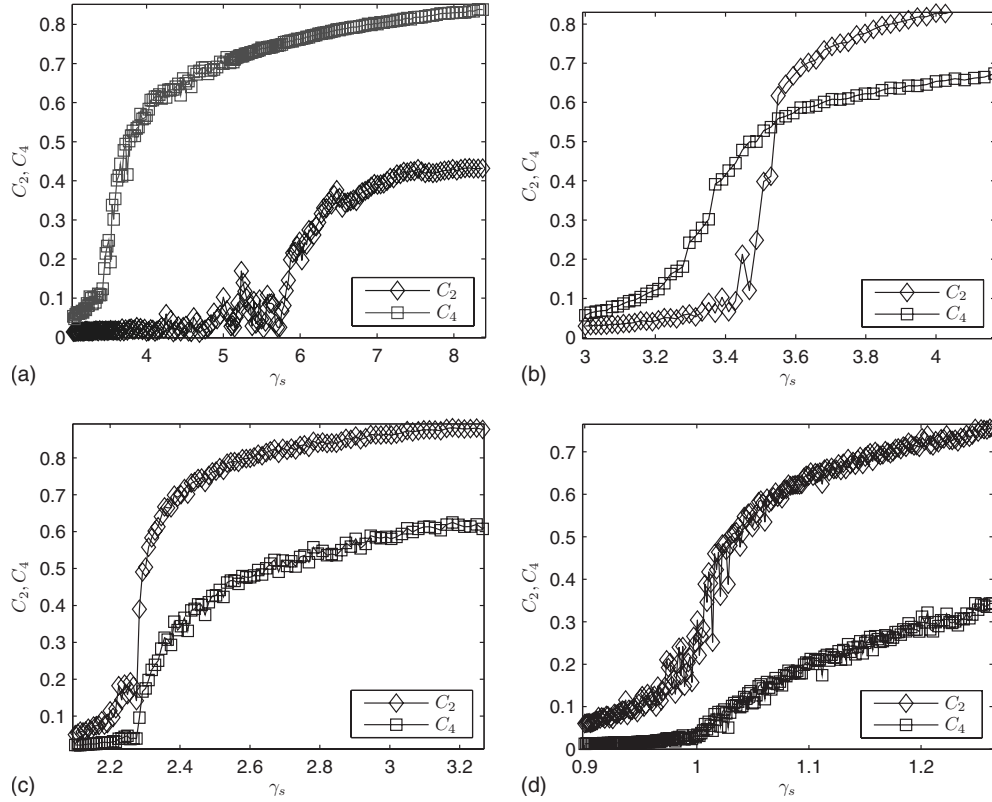 0.8
0.7
0.6
0.5
0.4
0.3
0.2
0.1
0
C₂, C₄
4 5 6 7 8
γₛ
C₂
C₄
(a)
0.8
0.7
0.6
0.5
0.4
0.3
0.2
0.1
0
C₂, C₄
3 3.2 3.4 3.6 3.8 4
γₛ
C₂
C₄
(b)
0.8
0.7
0.6
0.5
0.4
0.3
0.2
0.1
C₂, C₄
2.2 2.4 2.6 2.8 3 3.2
γₛ
C₂
C₄
(c)
0.7
0.6
0.5
0.4
0.3
0.2
0.1
0
C₂, C₄
0.9 1 1.1 1.2
γₛ
C₂
C₄
(d)